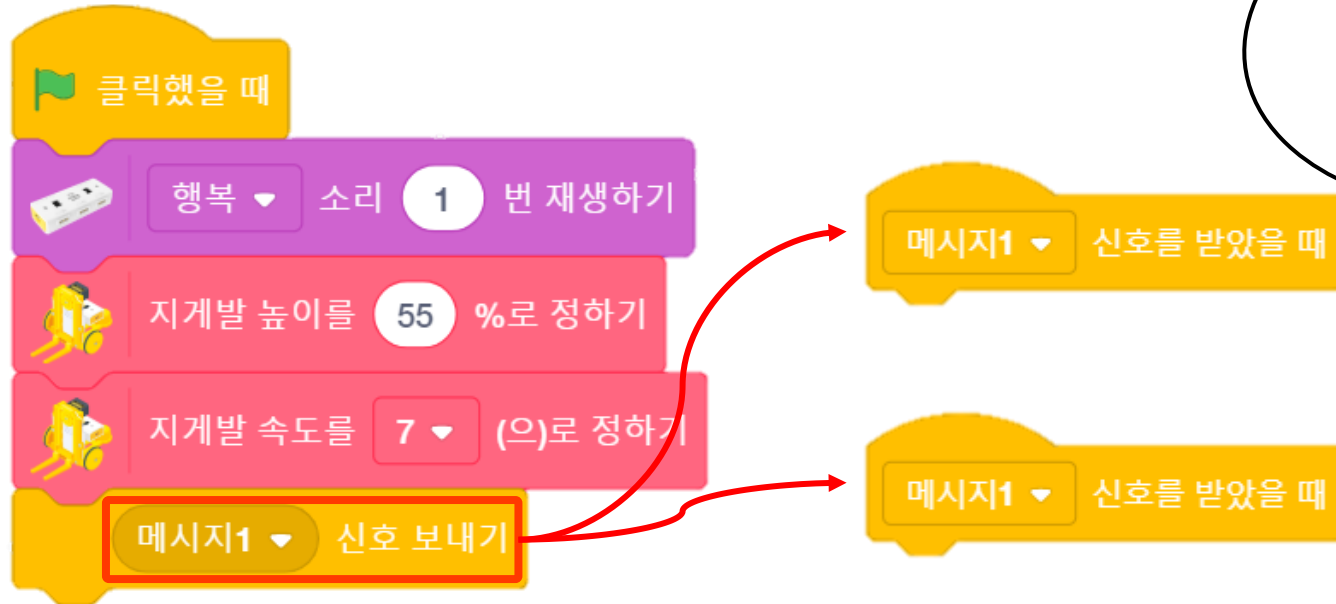 클릭했을 때
행복 소리 1 번 재생하기
지게발 높이를 55 %로 정하기
지게발 속도를 7 (으)로 정하기
메시지1 신호 보내기
메시지1 신호를 받았을 때
메시지1 신호를 받았을 때